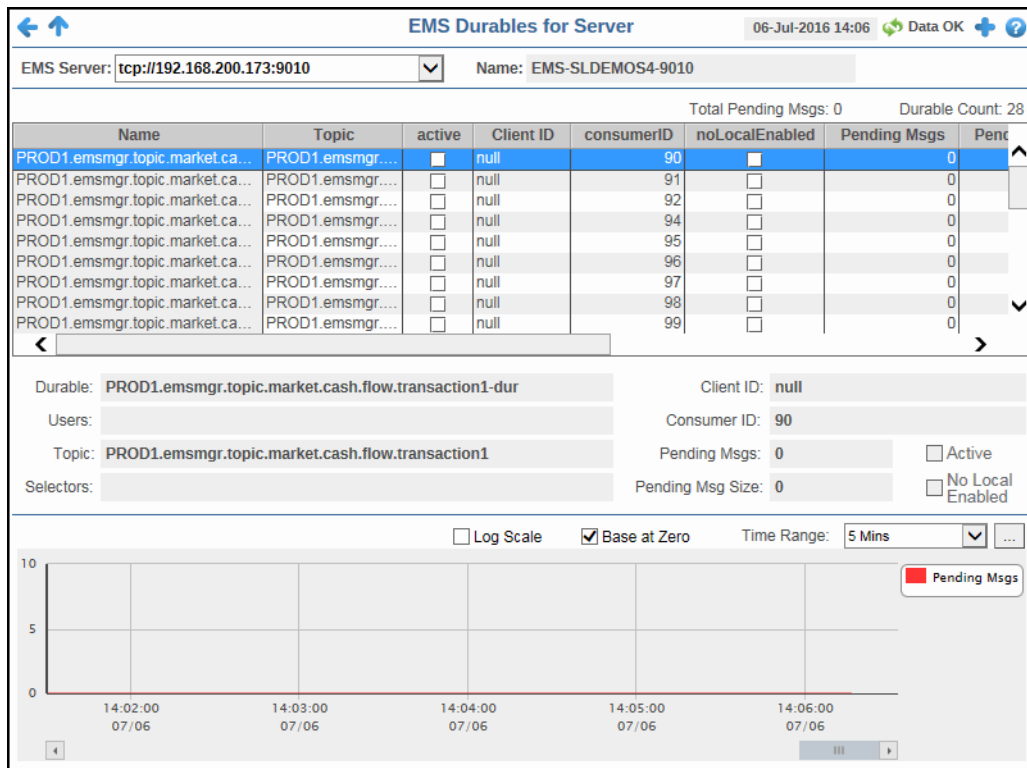 EMS Durables for Server 06-Jul-2016 14:06 Data OK
EMS Server: tcp://192.168.200.173:9010 Name: EMS-SLDEMOS4-9010
Total Pending Msgs: 0 Durable Count: 28
Name Topic active Client ID consumerID noLocalEnabled Pending Msgs Penc
PROD1.emsmgr.topic.market.ca... PROD1.emsmgr.... null 90 0
PROD1.emsmgr.topic.market.ca... PROD1.emsmgr.... null 91 0
PROD1.emsmgr.topic.market.ca... PROD1.emsmgr.... null 92 0
PROD1.emsmgr.topic.market.ca... PROD1.emsmgr.... null 94 0
PROD1.emsmgr.topic.market.ca... PROD1.emsmgr.... null 95 0
PROD1.emsmgr.topic.market.ca... PROD1.emsmgr.... null 96 0
PROD1.emsmgr.topic.market.ca... PROD1.emsmgr.... null 97 0
PROD1.emsmgr.topic.market.ca... PROD1.emsmgr.... null 98 0
PROD1.emsmgr.topic.market.ca... PROD1.emsmgr.... null 99 0
Durable: PROD1.emsmgr.topic.market.cash.flow.transaction1-dur Client ID: null
Users: Consumer ID: 90
Topic: PROD1.emsmgr.topic.market.cash.flow.transaction1 Pending Msgs: 0 Active
Selectors: Pending Msg Size: 0 No Local Enabled
Log Scale Base at Zero Time Range: 5 Mins ...
10
Pending Msgs
5
0
14:02:00 14:03:00 14:04:00 14:05:00 14:06:00
07/06 07/06 07/06 07/06 07/06